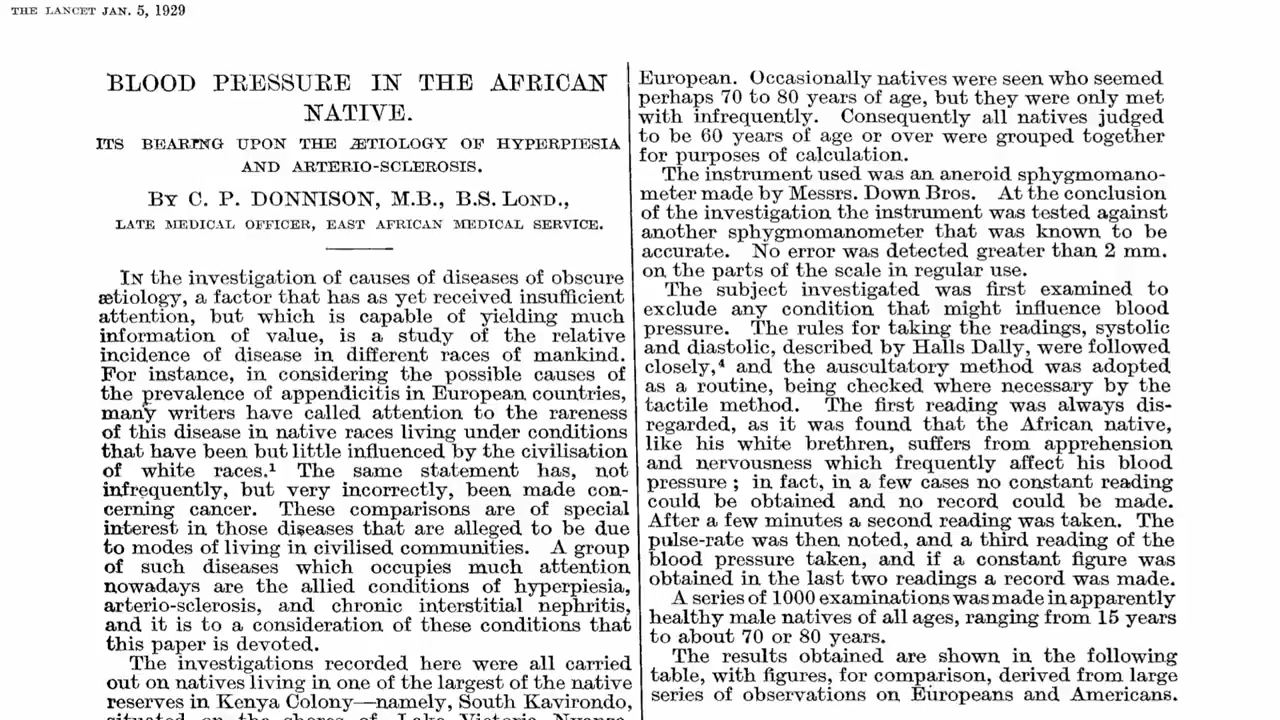 THE LANCET JAN. 5, 1929
BLOOD PRESSURE IN THE AFRICAN
NATIVE.
ITS BEARING UPON THE ÆTIOLOGY OF HYPERPIESIA
AND ARTERIO-SCLEROSIS.
BY C. P. DONNISON, M.B., B.S. LOND.,
LATE MEDICAL OFFICER, EAST AFRICAN MEDICAL SERVICE.
IN the investigation of causes of diseases of obscure
ætiology, a factor that has as yet received insufficient
attention, but which is capable of yielding much
information of value, is a study of the relative
incidence of disease in different races of mankind.
For instance, in considering the possible causes of
the prevalence of appendicitis in European countries,
many writers have called attention to the rareness
of this disease in native races living under conditions
that have been but little influenced by the civilisation
of white races.¹ The same statement has, not
infrequently, but very incorrectly, been made con-
cerning cancer. These comparisons are of special
interest in those diseases that are alleged to be due
to modes of living in civilised communities. A group
of such diseases which occupies much attention
nowadays are the allied conditions of hyperpiesia,
arterio-sclerosis, and chronic interstitial nephritis,
and it is to a consideration of these conditions that
this paper is devoted.
The investigations recorded here were all carried
out on natives living in one of the largest of the native
reserves in Kenya Colony—namely, South Kavirondo,
situated on the shores of Lake Victoria Nyanza.
European. Occasionally natives were seen who seemed
perhaps 70 to 80 years of age, but they were only met
with infrequently. Consequently all natives judged
to be 60 years of age or over were grouped together
for purposes of calculation.
The instrument used was an aneroid sphygmomano-
meter made by Messrs. Down Bros. At the conclusion
of the investigation the instrument was tested against
another sphygmomanometer that was known to be
accurate. No error was detected greater than 2 mm.
on the parts of the scale in regular use.
The subject investigated was first examined to
exclude any condition that might influence blood
pressure. The rules for taking the readings, systolic
and diastolic, described by Halls Dally, were followed
closely,⁴ and the auscultatory method was adopted
as a routine, being checked where necessary by the
tactile method. The first reading was always dis-
regarded, as it was found that the African native,
like his white brethren, suffers from apprehension
and nervousness which frequently affect his blood
pressure ; in fact, in a few cases no constant reading
could be obtained and no record could be made.
After a few minutes a second reading was taken. The
pulse-rate was then noted, and a third reading of the
blood pressure taken, and if a constant figure was
obtained in the last two readings a record was made.
A series of 1000 examinations was made in apparently
healthy male natives of all ages, ranging from 15 years
to about 70 or 80 years.
The results obtained are shown in the following
table, with figures, for comparison, derived from large
series of observations on Europeans and Americans.